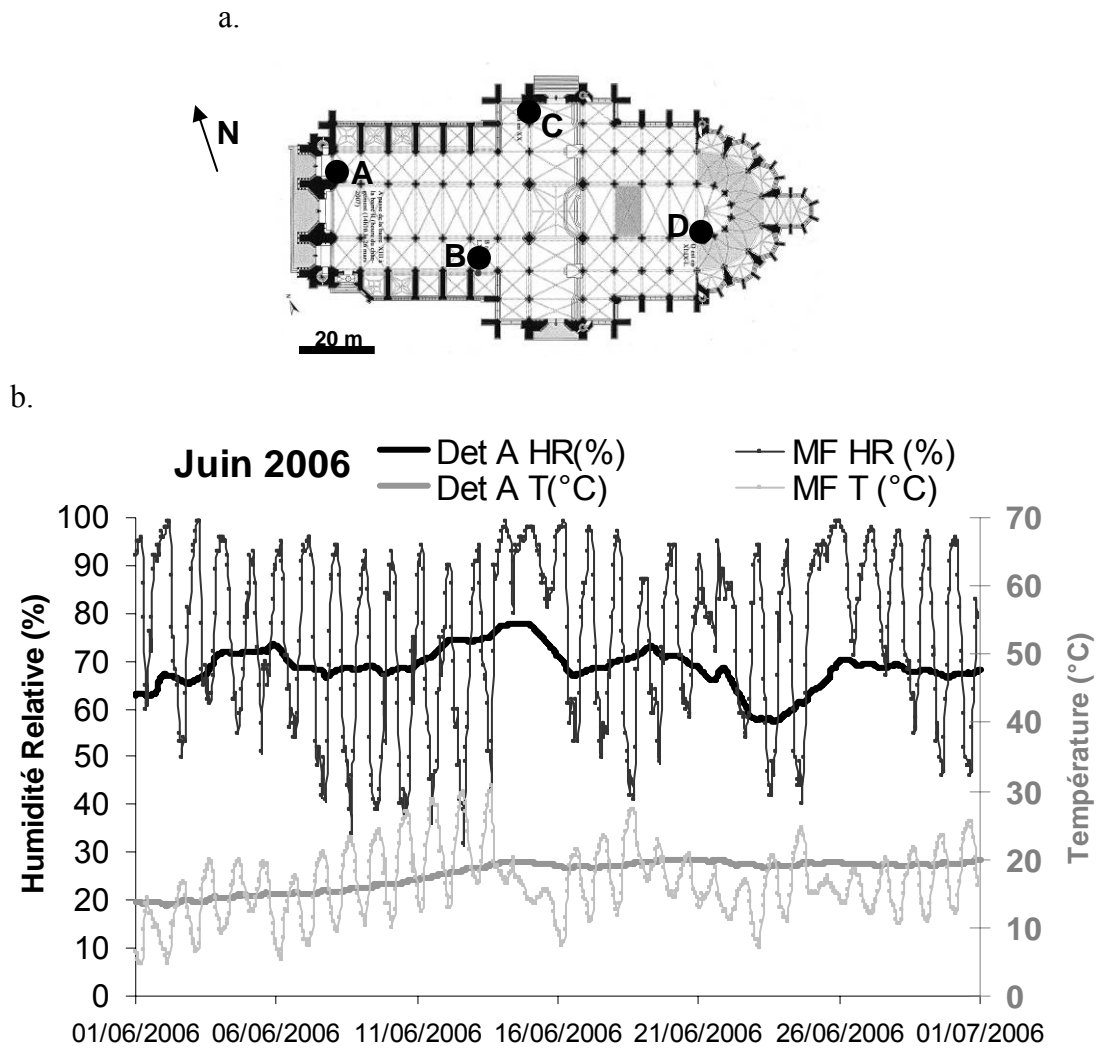 a.
N
C
A
D
B
20 m
b.
Juin 2006
Det A HR(%)
MF HR (%)
Det A T(°C)
MF T (°C)
100
90
80
70
60
50
40
30
20
10
0
Humidité Relative (%)
70
60
50
40
30
20
10
0
Température (°C)
01/06/2006 06/06/2006 11/06/2006 16/06/2006 21/06/2006 26/06/2006 01/07/2006